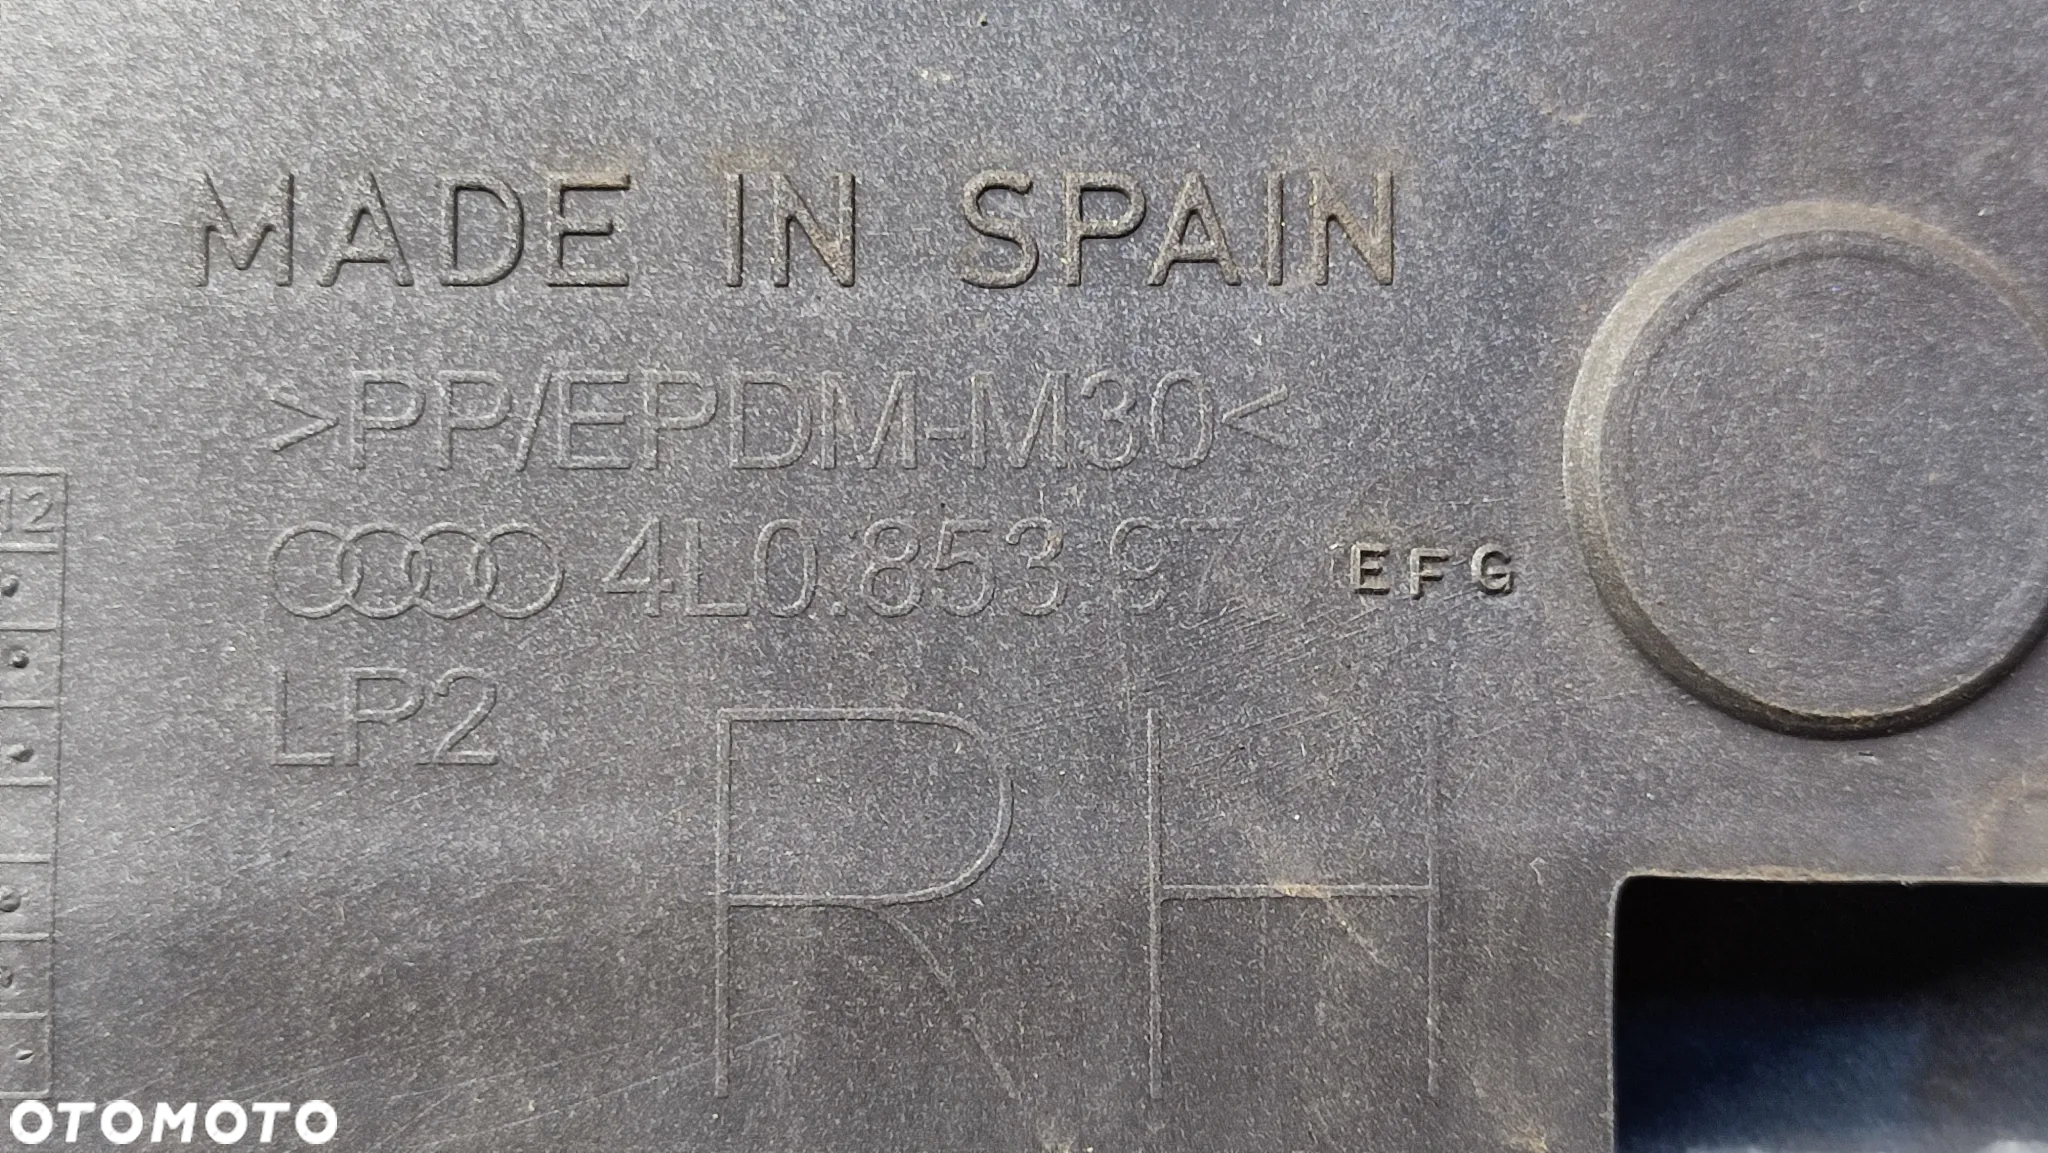 MADE IN SPAIN
>PP/EPDM-M30<
12
4L0.853.97 EFG
LP2
RH
OTOMOTO